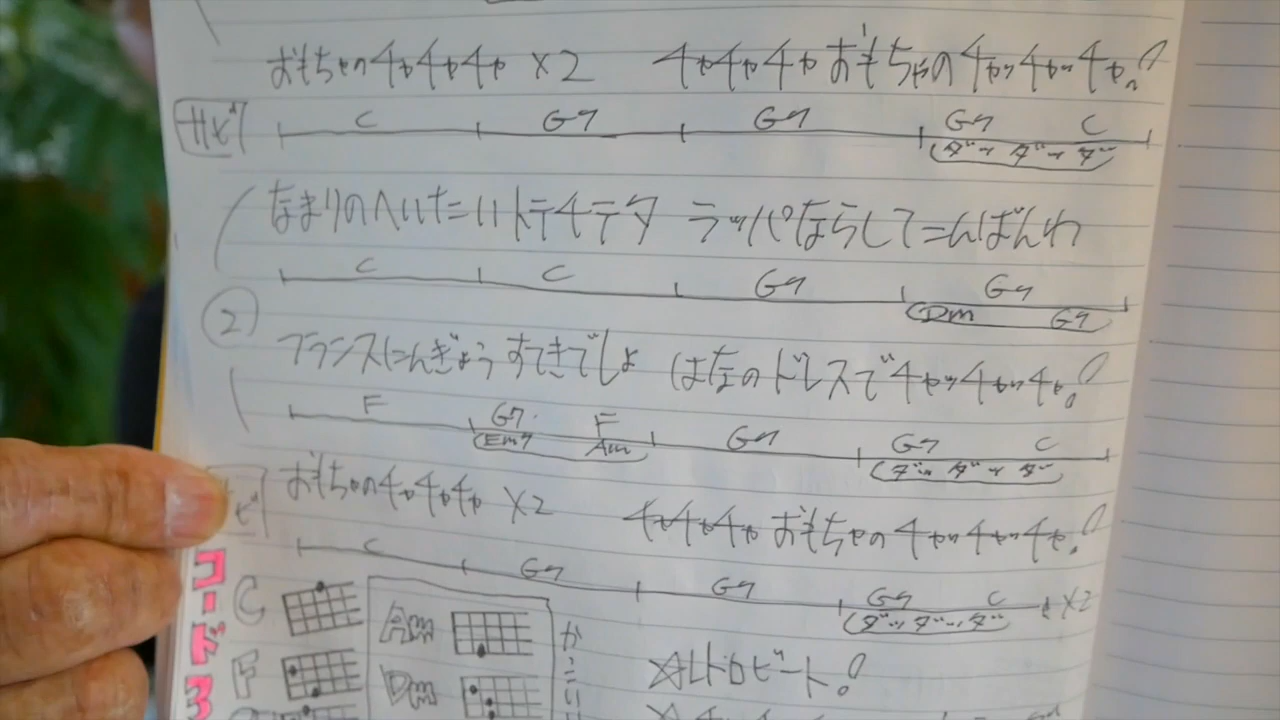 おもちゃのチャチャチャ ×2 チャチャチャ おもちゃの チャッ チャッ チャ!
サビ C G7 G7 G7 C
ダッ ダッ ダ
なまりのへいたい トテチテタ ラッパならして こんばんわ
C C G7 G7
Dm G7
②
フランスにんぎょう すてきでしょ はなのドレスで チャッ チャッ チャ!
F G7 F G7 G7 C
Em7 Am ダッ ダッ ダ
おもちゃのチャチャチャ ×2 チャチャチャ おもちゃの チャッ チャッ チャ!
ビ C G7 G7 G7 C ×2
ダッ ダッ ダ
コード3
C Am
F Dm
☆レトロビート!